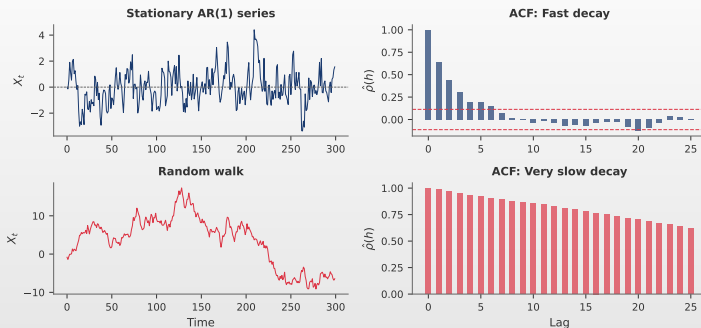 Stationary AR(1) series
X_t
4
2
0
−2
0 50 100 150 200 250 300
ACF: Fast decay
ρ̂(h)
1.00
0.75
0.50
0.25
0.00
0 5 10 15 20 25
Random walk
X_t
10
0
−10
0 50 100 150 200 250 300
Time
ACF: Very slow decay
ρ̂(h)
1.00
0.75
0.50
0.25
0.00
0 5 10 15 20 25
Lag